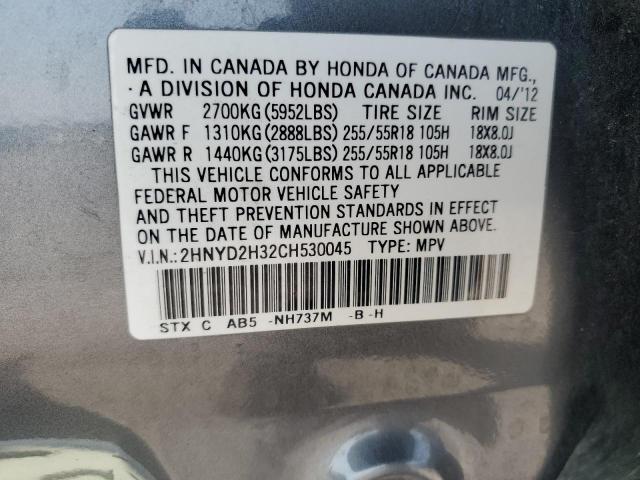 MFD. IN CANADA BY HONDA OF CANADA MFG.,
· A DIVISION OF HONDA CANADA INC. 04/'12
GVWR 2700KG(5952LBS) TIRE SIZE RIM SIZE
GAWR F 1310KG(2888LBS) 255/55R18 105H 18X8.0J
GAWR R 1440KG(3175LBS) 255/55R18 105H 18X8.0J
THIS VEHICLE CONFORMS TO ALL APPLICABLE
FEDERAL MOTOR VEHICLE SAFETY
AND THEFT PREVENTION STANDARDS IN EFFECT
ON THE DATE OF MANUFACTURE SHOWN ABOVE.
V.I.N.:2HNYD2H32CH530045 TYPE: MPV
STX C AB5 -NH737M -B -H